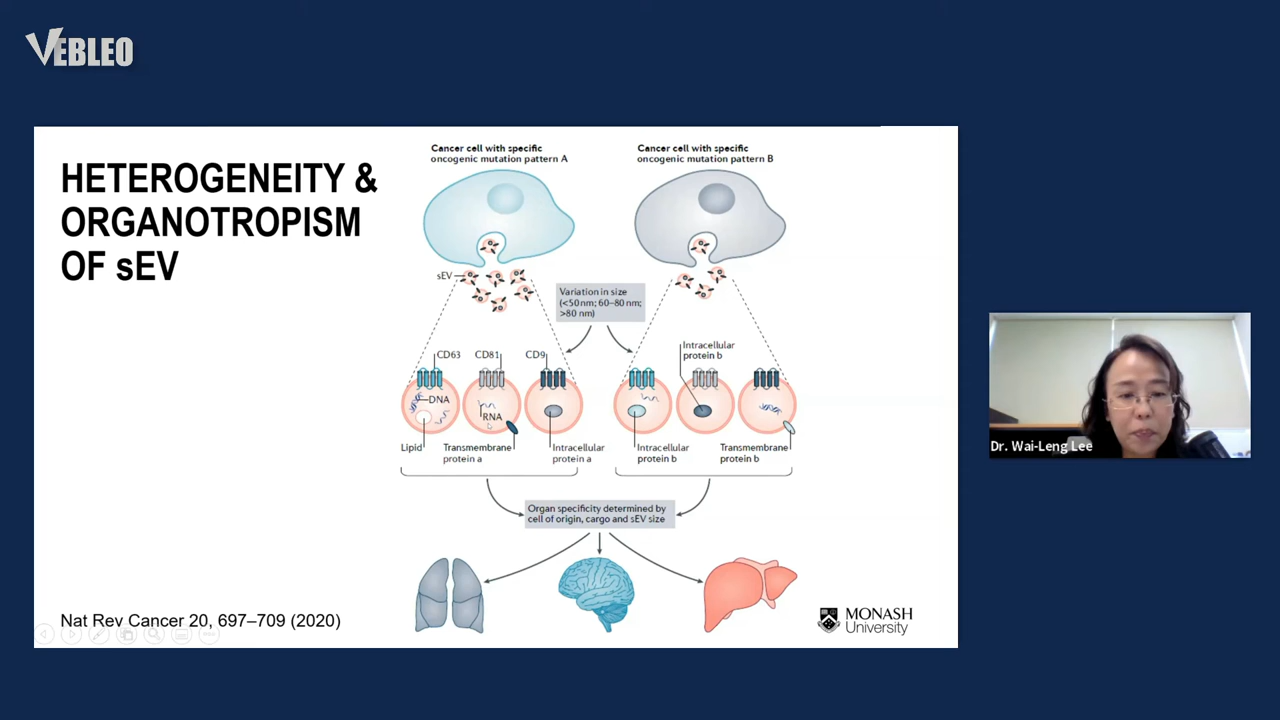 VEBLEO
HETEROGENEITY &
ORGANOTROPISM
OF sEV
Cancer cell with specific
oncogenic mutation pattern A
Cancer cell with specific
oncogenic mutation pattern B
sEV
Variation in size
(<50nm; 60–80 nm;
>80 nm)
CD63
CD81
CD9
Intracellular
protein b
DNA
RNA
Lipid
Transmembrane
protein a
Intracellular
protein a
Intracellular
protein b
Transmembrane
protein b
Organ specificity determined by
cell of origin, cargo and sEV size
Nat Rev Cancer 20, 697–709 (2020)
MONASH
University
Dr. Wai-Leng Lee